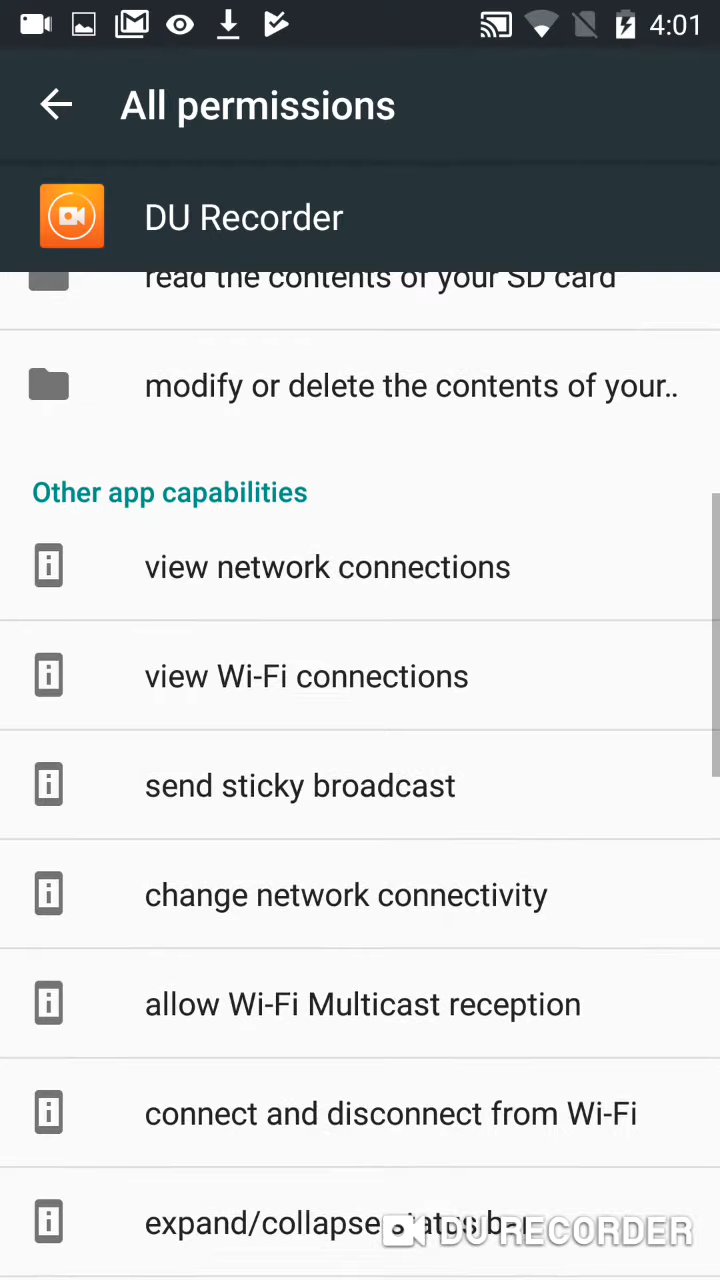 4:01
All permissions
DU Recorder
read the contents of your SD card
modify or delete the contents of your..
Other app capabilities
view network connections
view Wi-Fi connections
send sticky broadcast
change network connectivity
allow Wi-Fi Multicast reception
connect and disconnect from Wi-Fi
expand/collapse status bar
DU RECORDER